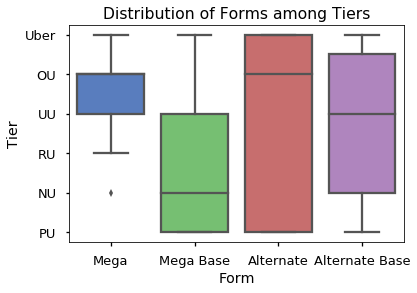 Distribution of Forms among Tiers
Uber
OU
UU
RU
NU
PU
Tier
Mega
Mega Base
Alternate
Alternate Base
Form